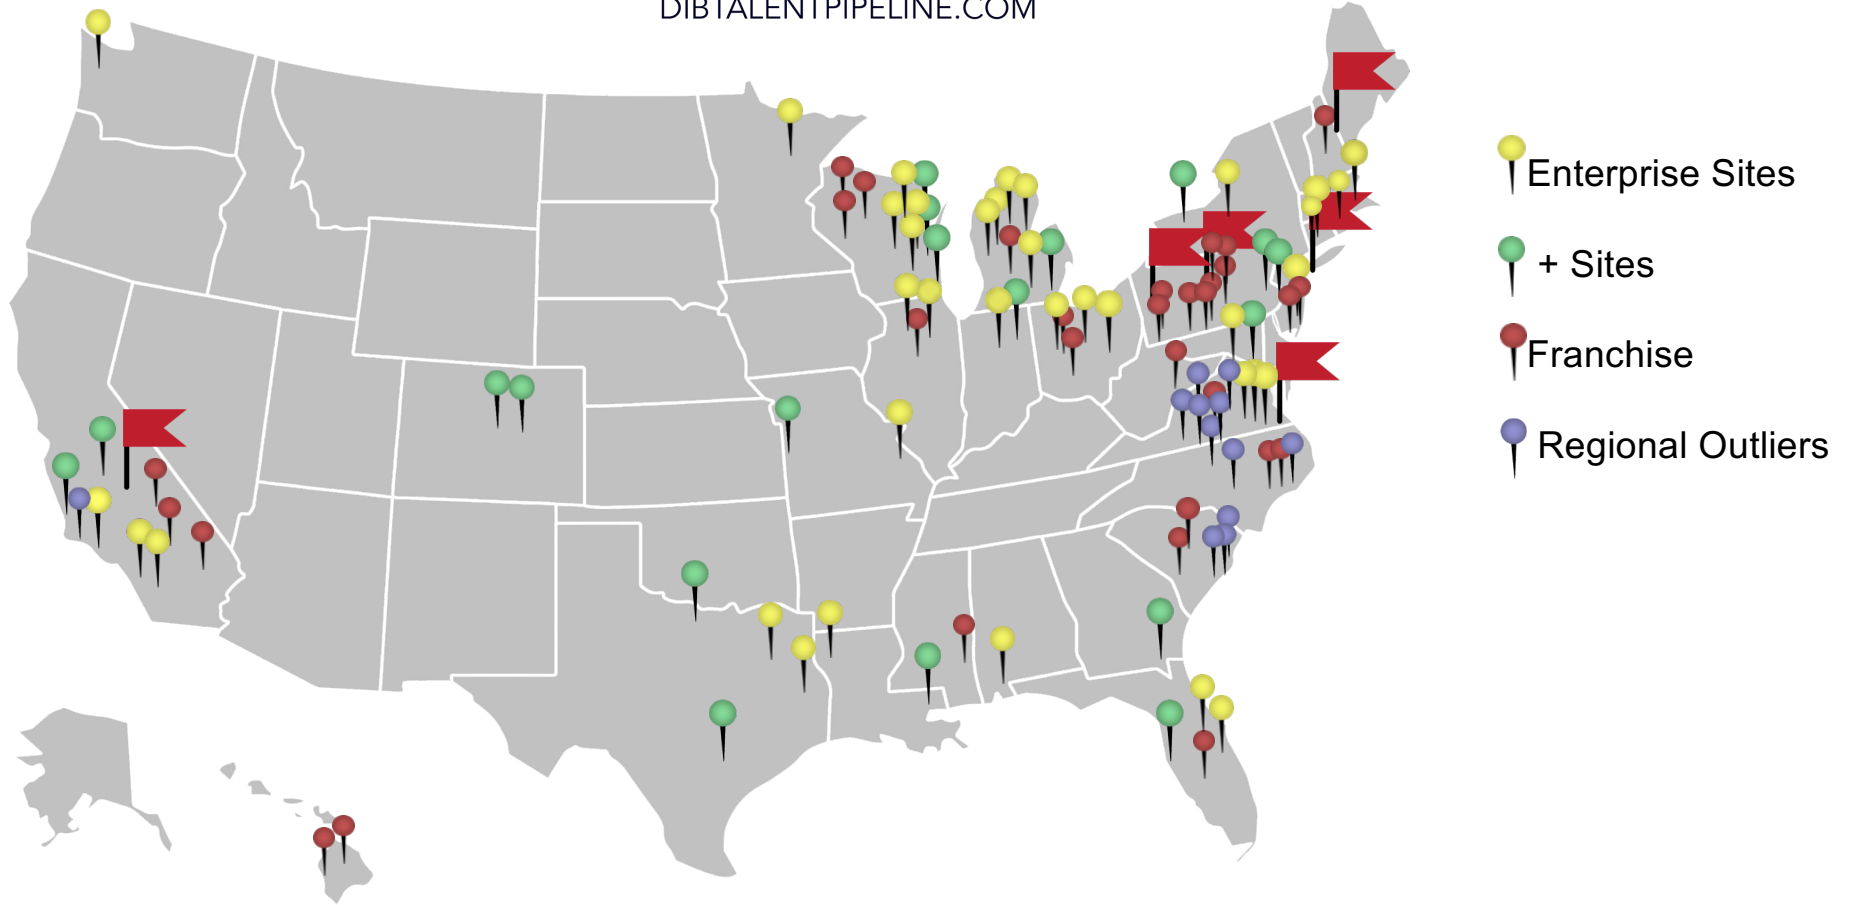 DIBTALENTPIPELINE.COM
Enterprise Sites
+ Sites
Franchise
Regional Outliers